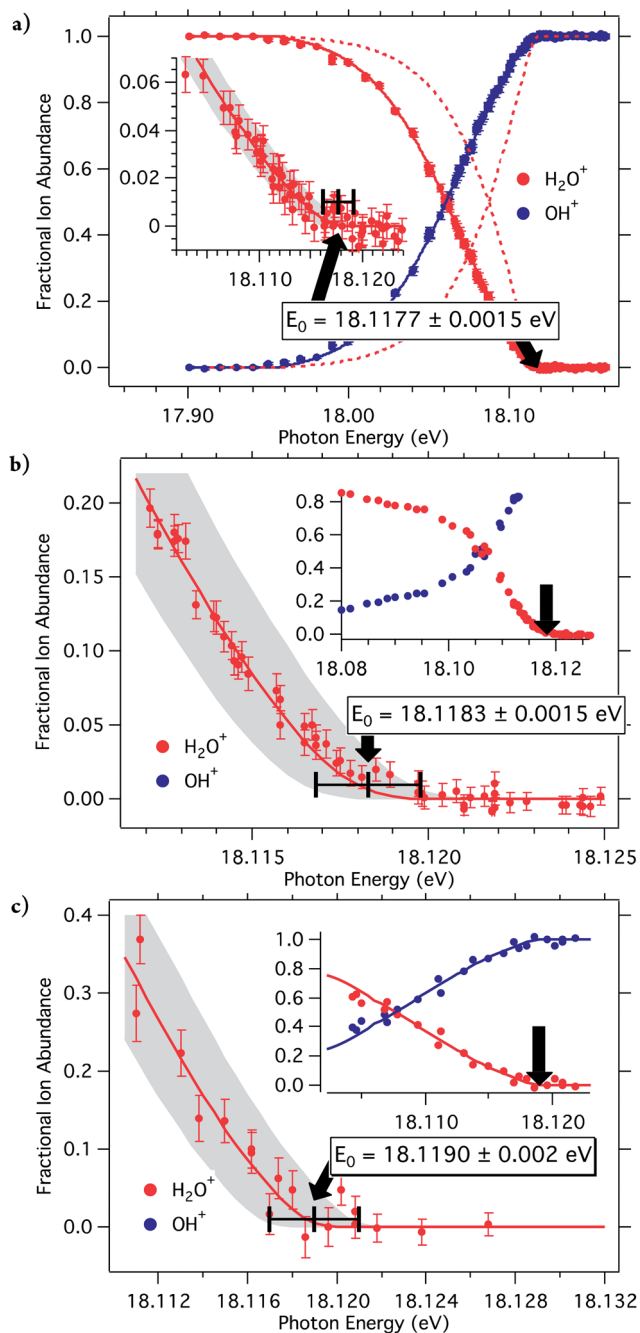 a)
Fractional Ion Abundance
1.0
0.8
0.6
0.4
0.2
0.0
0.06
0.04
0.02
0
18.110
18.120
H2O+
OH+
E0 = 18.1177 ± 0.0015 eV
17.90
18.00
18.10
Photon Energy (eV)
b)
Fractional Ion Abundance
0.20
0.15
0.10
0.05
0.00
0.8
0.6
0.4
0.2
0.0
18.08
18.10
18.12
E0 = 18.1183 ± 0.0015 eV
H2O+
OH+
18.115
18.120
18.125
Photon Energy (eV)
c)
Fractional Ion Abundance
0.4
0.3
0.2
0.1
0.0
1.0
0.8
0.6
0.4
0.2
0.0
18.110
18.120
E0 = 18.1190 ± 0.002 eV
H2O+
OH+
18.112
18.116
18.120
18.124
18.128
18.132
Photon Energy (eV)